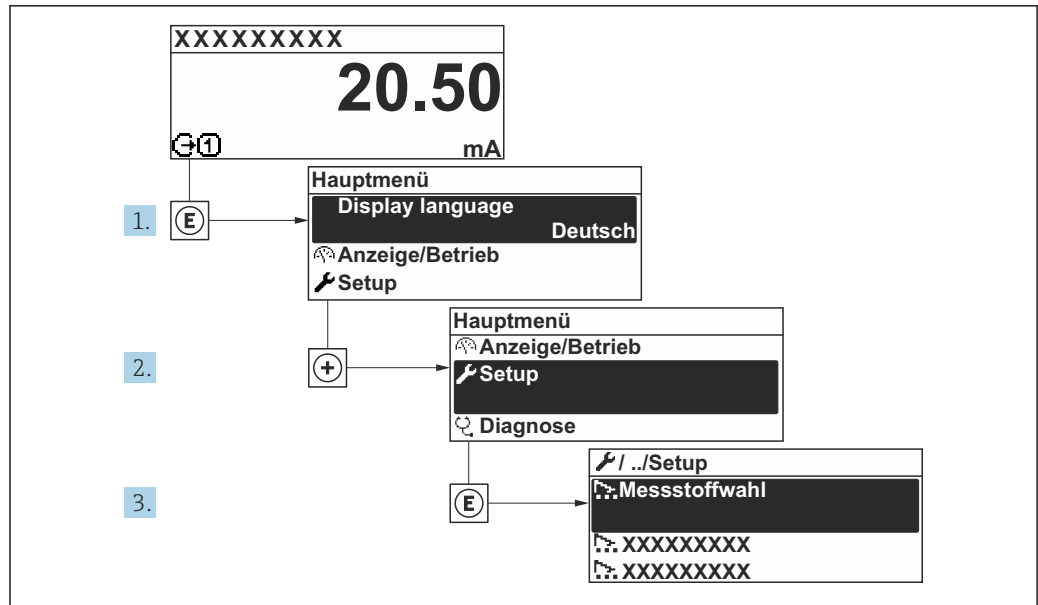 XXXXXXXXX
20.50
1 mA
1. E
Hauptmenü
Display language
Deutsch
Anzeige/Betrieb
Setup
2. +
Hauptmenü
Anzeige/Betrieb
Setup
Diagnose
3. E
/ ../Setup
Messstoffwahl
XXXXXXXXX
XXXXXXXXX